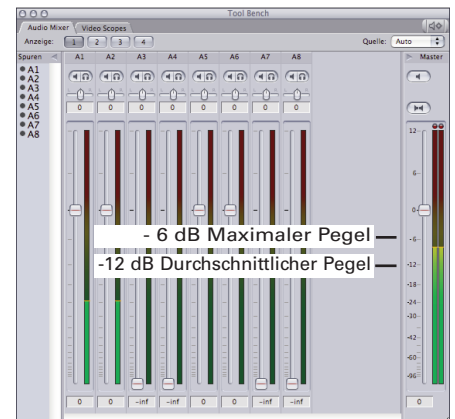 Tool Bench
Audio Mixer Video Scopes
Anzeige: 1 2 3 4 Quelle: Auto
Spuren A1 A2 A3 A4 A5 A6 A7 A8 Master
A1
A2
A3
A4
A5
A6
A7
A8
0 0 0 0 0 0 0 0
12
6
0
- 6 dB Maximaler Pegel
-6
-12 dB Durchschnittlicher Pegel
-12
-18
-30
-42
-60
-96
0 0 -inf -inf 0 0 -inf -inf 0